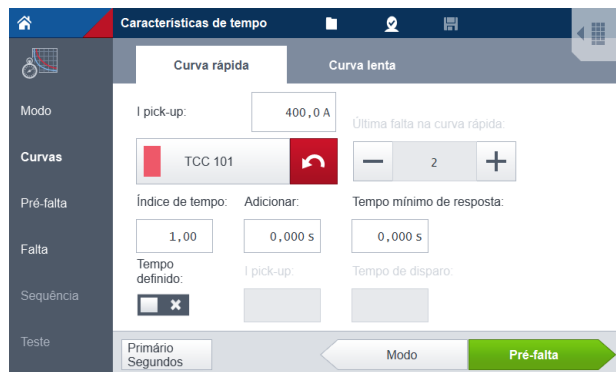 Características de tempo
Curva rápida
Curva lenta
Modo
Curvas
Pré-falta
Falta
Sequência
Teste
I pick-up:
400,0 A
Última falta na curva rápida:
TCC 101
2
Índice de tempo:
Adicionar:
Tempo mínimo de resposta:
1,00
0,000 s
0,000 s
Tempo
definido:
I pick-up:
Tempo de disparo:
Primário
Segundos
Modo
Pré-falta